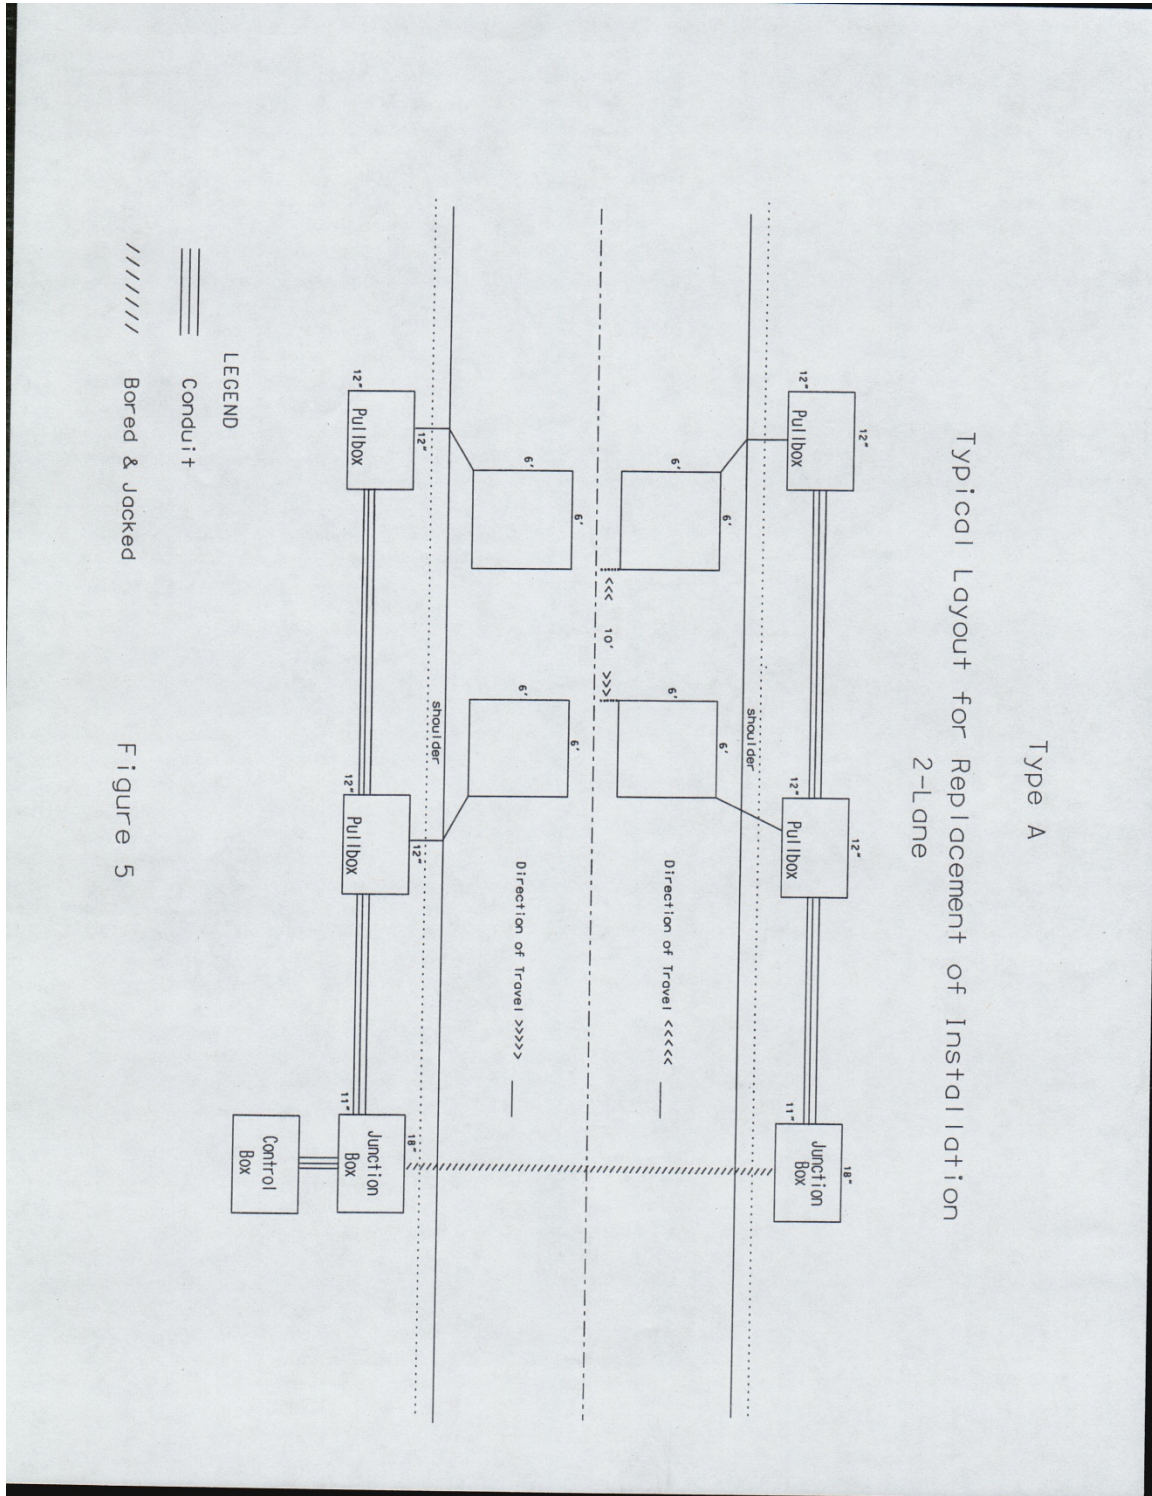 Type A
Typical Layout for Replacement of Installation
2-Lane
12"
12"
18"
12"
Pullbox
12"
Pullbox
11"
Junction
Box
shoulder
6'
6'
6'
6'
Direction of Travel <<<<<
<<< 10' >>>
6'
6'
6'
6'
Direction of Travel >>>>>
shoulder
12"
12"
18"
12"
Pullbox
12"
Pullbox
11"
Junction
Box
Control
Box
LEGEND
Conduit
Bored & Jacked
Figure 5